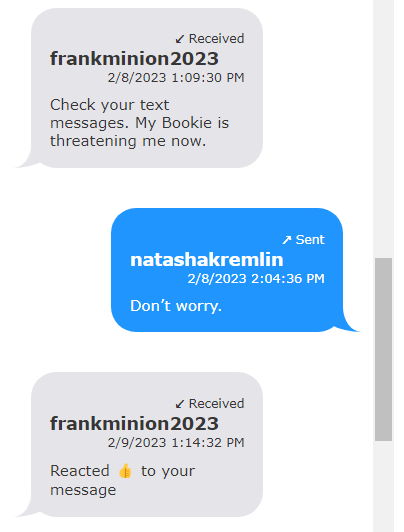 ↙ Received
frankminion2023
2/8/2023 1:09:30 PM
Check your text
messages. My Bookie is
threatening me now.
↗ Sent
natashakremlin
2/8/2023 2:04:36 PM
Don’t worry.
↙ Received
frankminion2023
2/9/2023 1:14:32 PM
Reacted 👍 to your
message